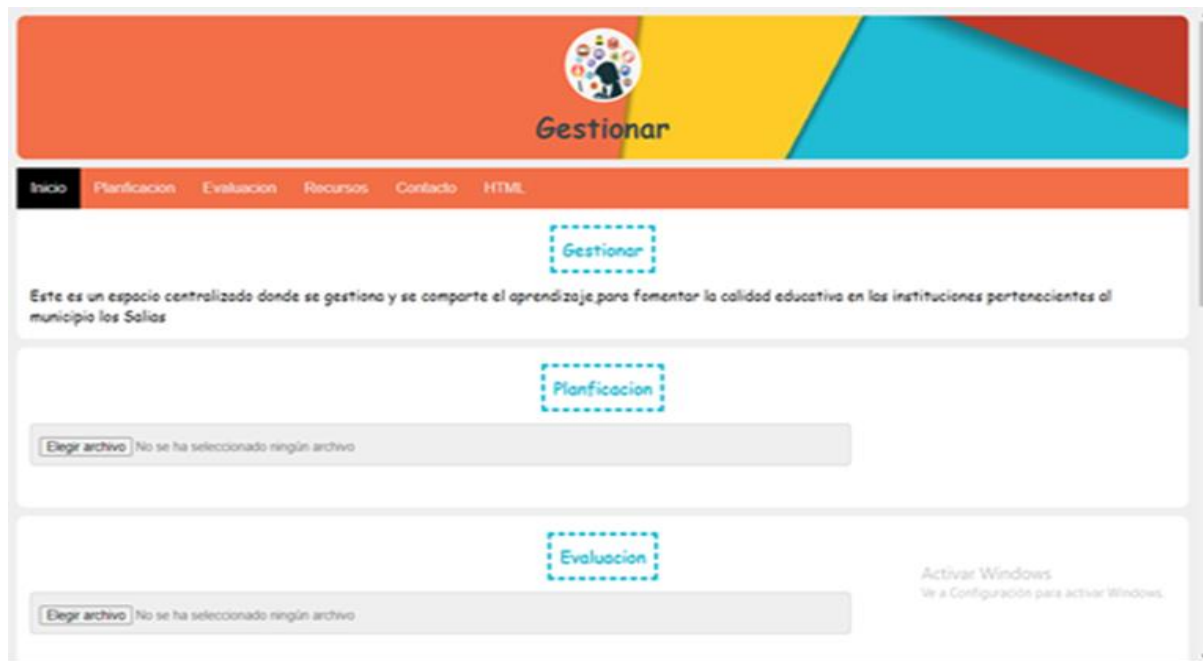 Gestionar
Inicio Planficacion Evaluacion Recursos Contacto HTML
Gestionar
Este es un espacio centralizado donde se gestiona y se comparte el aprendizaje,para fomentar la calidad educativa en las instituciones pertenecientes al
municipio los Salias
Planficacion
Elegir archivo No se ha seleccionado ningún archivo
Evaluacion
Activar Windows
Ve a Configuración para activar Windows.
Elegir archivo No se ha seleccionado ningún archivo